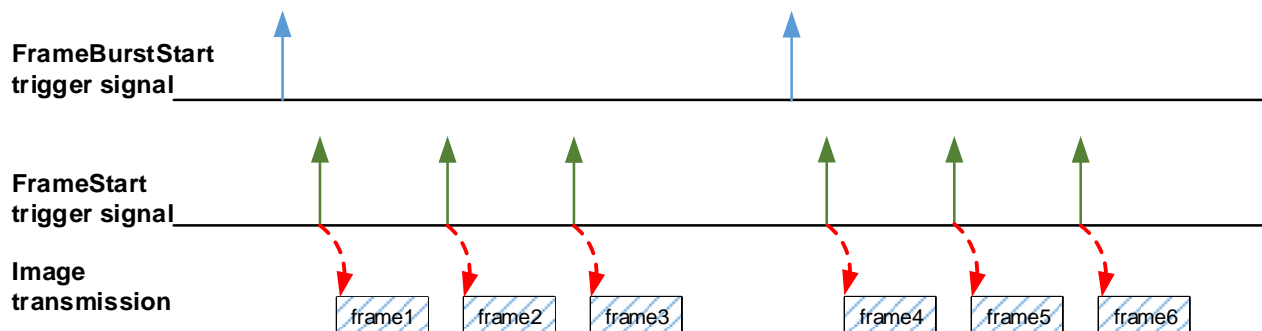 FrameBurstStart
trigger signal
FrameStart
trigger signal
Image
transmission
frame1
frame2
frame3
frame4
frame5
frame6